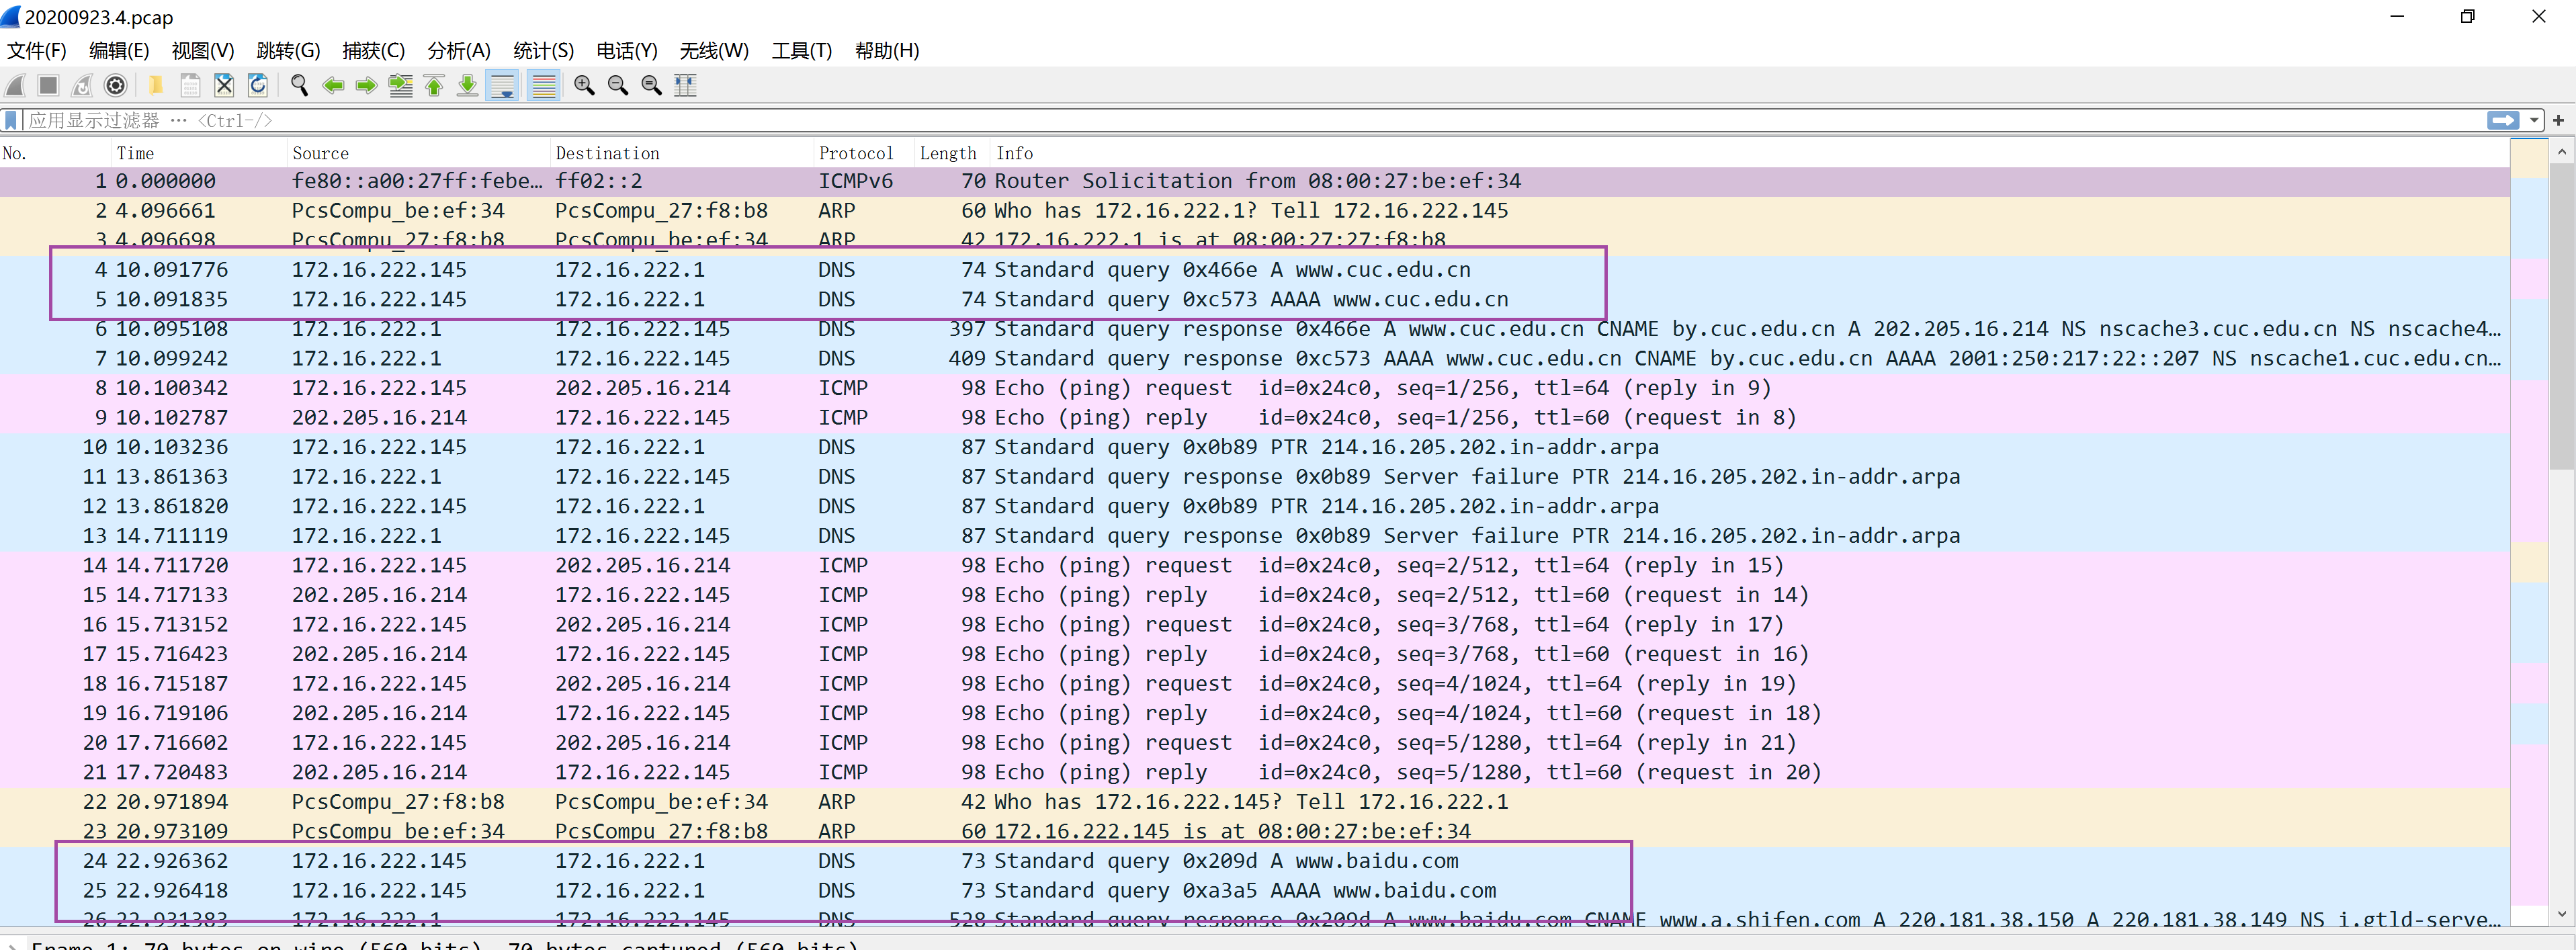 20200923.4.pcap
文件(F) 编辑(E) 视图(V) 跳转(G) 捕获(C) 分析(A) 统计(S) 电话(Y) 无线(W) 工具(T) 帮助(H)
应用显示过滤器 … <Ctrl-/>
No. Time Source Destination Protocol Length Info
1 0.000000 fe80::a00:27ff:febe… ff02::2 ICMPv6 70 Router Solicitation from 08:00:27:be:ef:34
2 4.096661 PcsCompu_be:ef:34 PcsCompu_27:f8:b8 ARP 60 Who has 172.16.222.1? Tell 172.16.222.145
3 4.096698 PcsCompu_27:f8:b8 PcsCompu_be:ef:34 ARP 42 172.16.222.1 is at 08:00:27:27:f8:b8
4 10.091776 172.16.222.145 172.16.222.1 DNS 74 Standard query 0x466e A www.cuc.edu.cn
5 10.091835 172.16.222.145 172.16.222.1 DNS 74 Standard query 0xc573 AAAA www.cuc.edu.cn
6 10.095108 172.16.222.1 172.16.222.145 DNS 397 Standard query response 0x466e A www.cuc.edu.cn CNAME by.cuc.edu.cn A 202.205.16.214 NS nscache3.cuc.edu.cn NS nscache4…
7 10.099242 172.16.222.1 172.16.222.145 DNS 409 Standard query response 0xc573 AAAA www.cuc.edu.cn CNAME by.cuc.edu.cn AAAA 2001:250:217:22::207 NS nscache1.cuc.edu.cn…
8 10.100342 172.16.222.145 202.205.16.214 ICMP 98 Echo (ping) request id=0x24c0, seq=1/256, ttl=64 (reply in 9)
9 10.102787 202.205.16.214 172.16.222.145 ICMP 98 Echo (ping) reply id=0x24c0, seq=1/256, ttl=60 (request in 8)
10 10.103236 172.16.222.145 172.16.222.1 DNS 87 Standard query 0x0b89 PTR 214.16.205.202.in-addr.arpa
11 13.861363 172.16.222.1 172.16.222.145 DNS 87 Standard query response 0x0b89 Server failure PTR 214.16.205.202.in-addr.arpa
12 13.861820 172.16.222.145 172.16.222.1 DNS 87 Standard query 0x0b89 PTR 214.16.205.202.in-addr.arpa
13 14.711119 172.16.222.1 172.16.222.145 DNS 87 Standard query response 0x0b89 Server failure PTR 214.16.205.202.in-addr.arpa
14 14.711720 172.16.222.145 202.205.16.214 ICMP 98 Echo (ping) request id=0x24c0, seq=2/512, ttl=64 (reply in 15)
15 14.717133 202.205.16.214 172.16.222.145 ICMP 98 Echo (ping) reply id=0x24c0, seq=2/512, ttl=60 (request in 14)
16 15.713152 172.16.222.145 202.205.16.214 ICMP 98 Echo (ping) request id=0x24c0, seq=3/768, ttl=64 (reply in 17)
17 15.716423 202.205.16.214 172.16.222.145 ICMP 98 Echo (ping) reply id=0x24c0, seq=3/768, ttl=60 (request in 16)
18 16.715187 172.16.222.145 202.205.16.214 ICMP 98 Echo (ping) request id=0x24c0, seq=4/1024, ttl=64 (reply in 19)
19 16.719106 202.205.16.214 172.16.222.145 ICMP 98 Echo (ping) reply id=0x24c0, seq=4/1024, ttl=60 (request in 18)
20 17.716602 172.16.222.145 202.205.16.214 ICMP 98 Echo (ping) request id=0x24c0, seq=5/1280, ttl=64 (reply in 21)
21 17.720483 202.205.16.214 172.16.222.145 ICMP 98 Echo (ping) reply id=0x24c0, seq=5/1280, ttl=60 (request in 20)
22 20.971894 PcsCompu_27:f8:b8 PcsCompu_be:ef:34 ARP 42 Who has 172.16.222.145? Tell 172.16.222.1
23 20.973109 PcsCompu_be:ef:34 PcsCompu_27:f8:b8 ARP 60 172.16.222.145 is at 08:00:27:be:ef:34
24 22.926362 172.16.222.145 172.16.222.1 DNS 73 Standard query 0x209d A www.baidu.com
25 22.926418 172.16.222.145 172.16.222.1 DNS 73 Standard query 0xa3a5 AAAA www.baidu.com
26 22.931383 172.16.222.1 172.16.222.145 DNS 528 Standard query response 0x209d A www.baidu.com CNAME www.a.shifen.com A 220.181.38.150 A 220.181.38.149 NS i.gtld-serve…
Frame 1: 70 bytes on wire (560 bits), 70 bytes captured (560 bits)